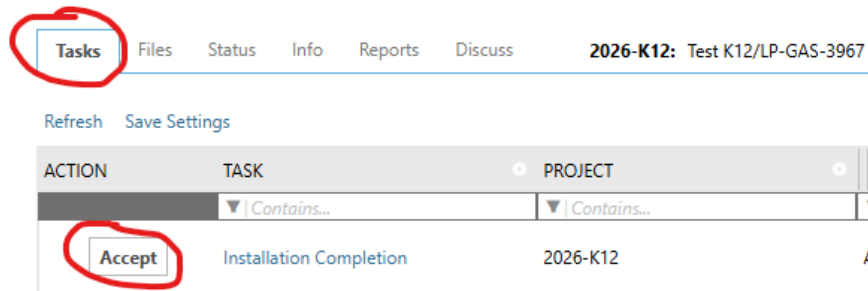 Tasks Files Status Info Reports Discuss 2026-K12: Test K12/LP-GAS-3967
Refresh Save Settings
ACTION TASK PROJECT
Contains... Contains...
Accept Installation Completion 2026-K12